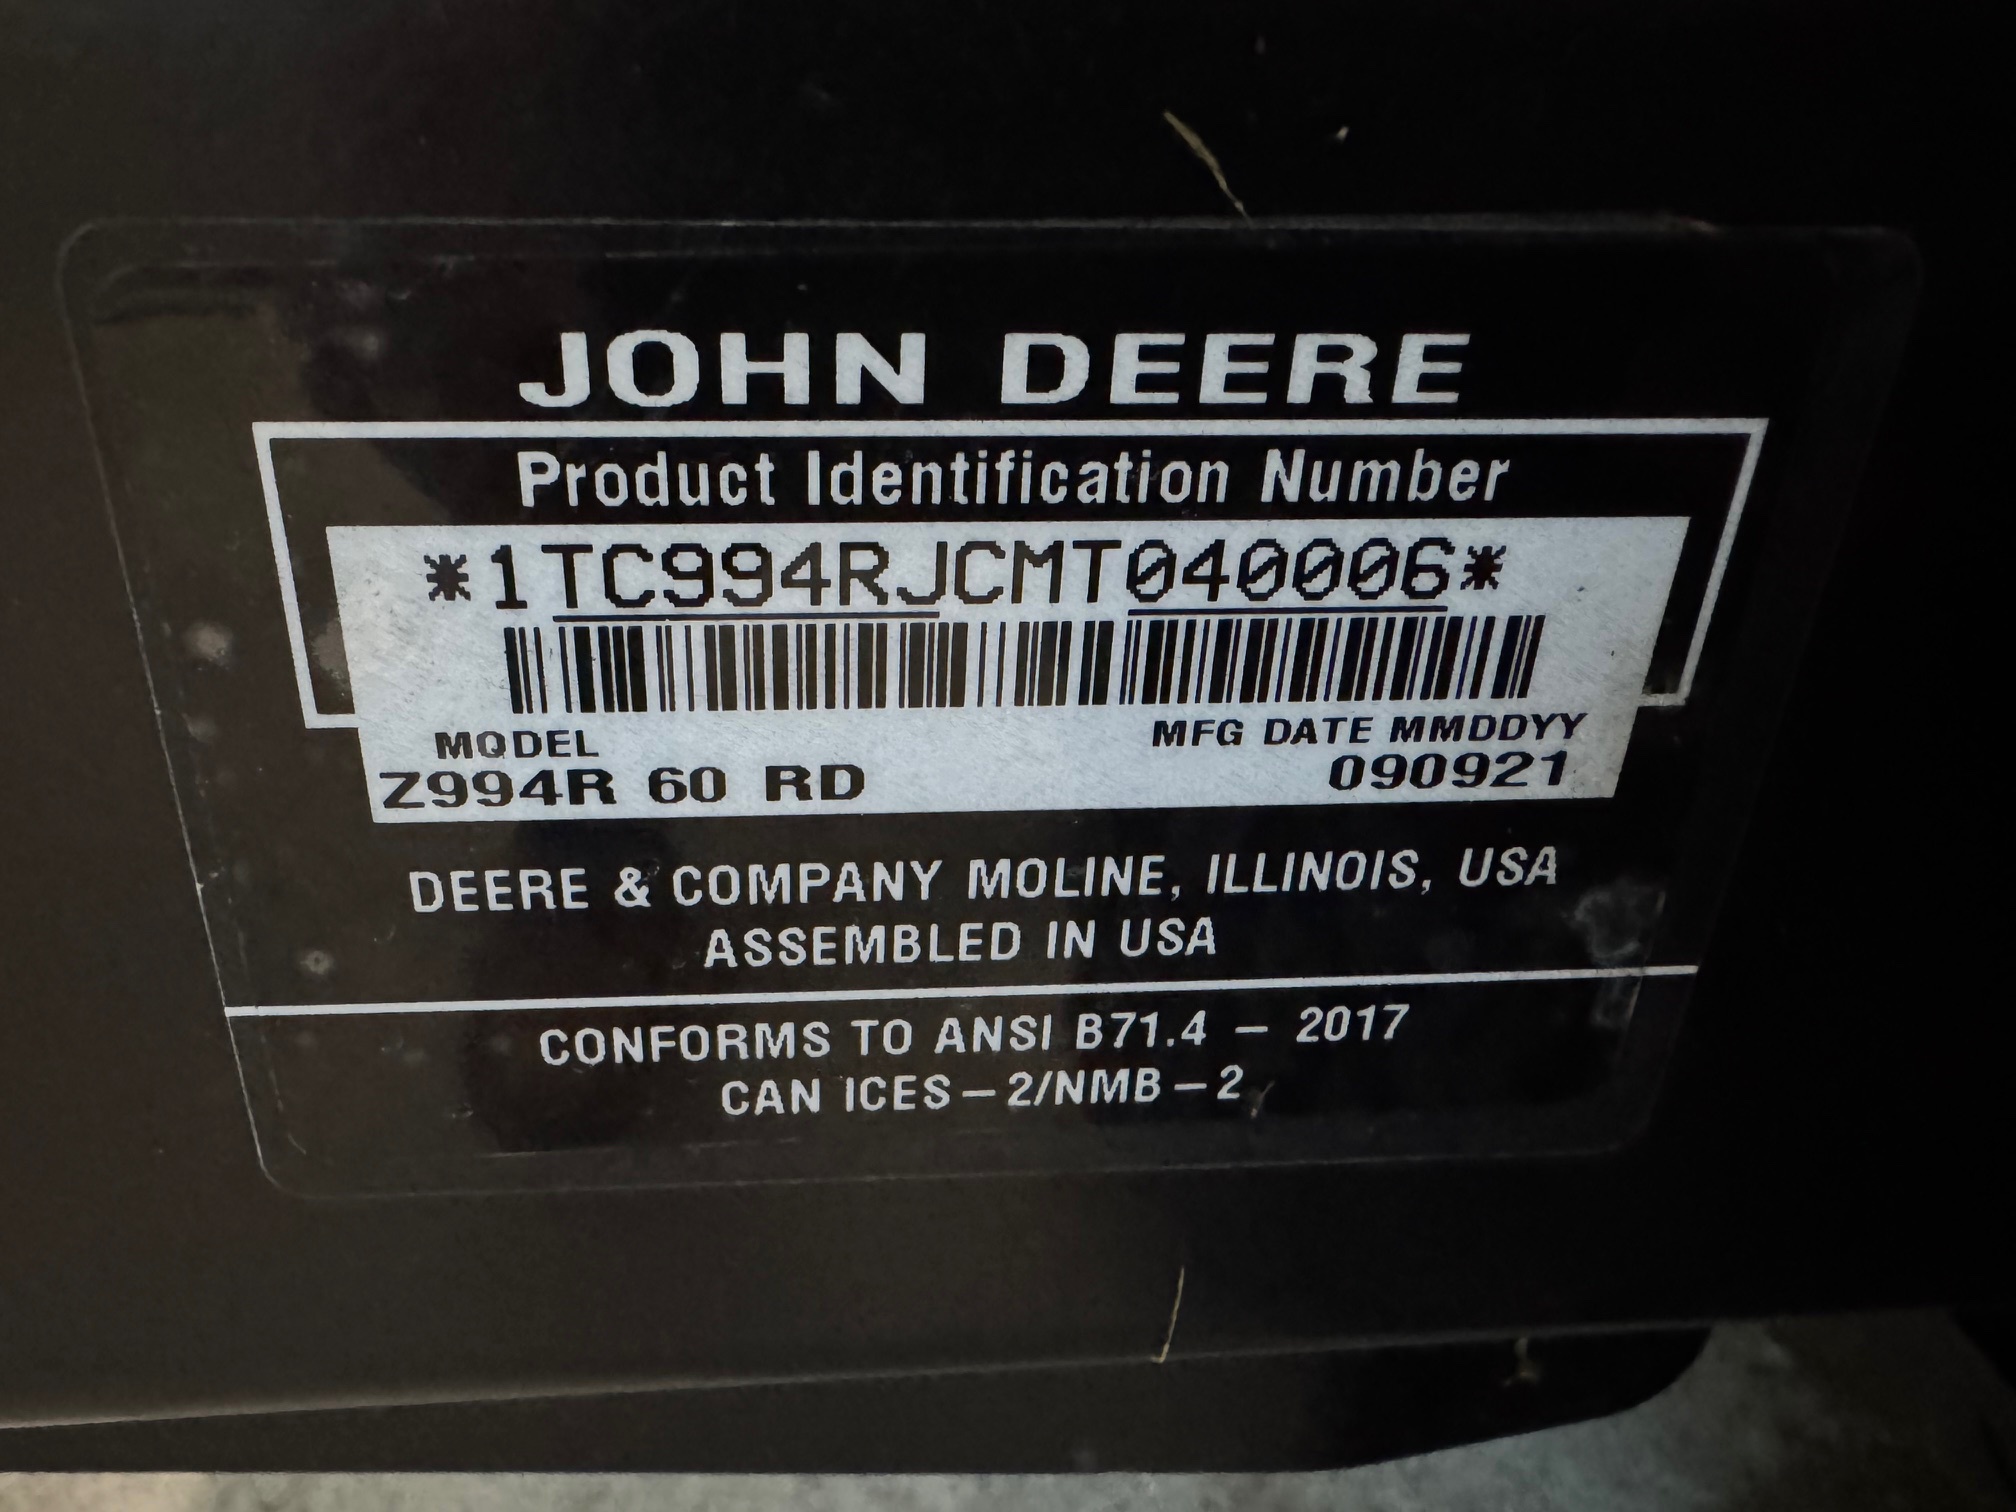 JOHN DEERE
Product Identification Number
*1TC994RJCMT040006*
MODEL
MFG DATE MMDDYY
Z994R 60 RD
090921
DEERE & COMPANY MOLINE, ILLINOIS, USA
ASSEMBLED IN USA
CONFORMS TO ANSI B71.4 – 2017
CAN ICES – 2/NMB – 2